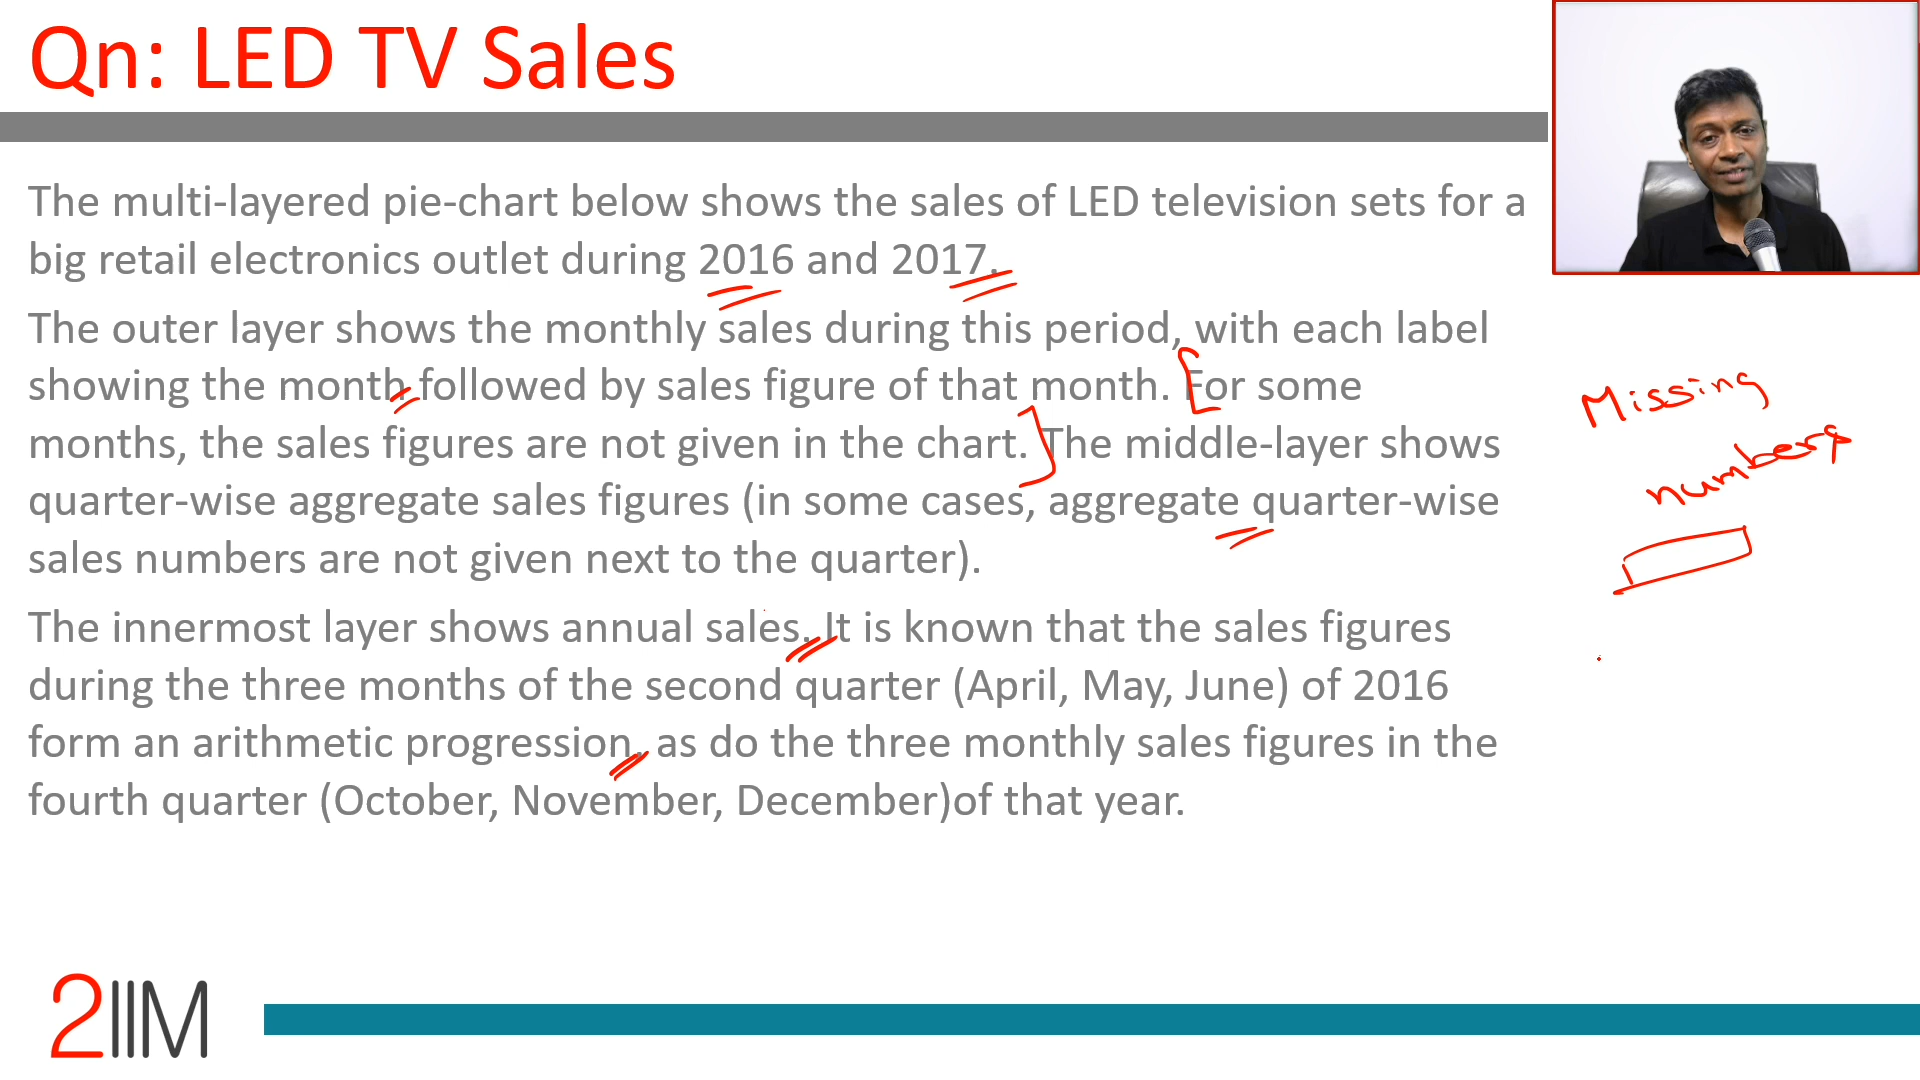 Qn: LED TV Sales
The multi-layered pie-chart below shows the sales of LED television sets for a
big retail electronics outlet during 2016 and 2017.
The outer layer shows the monthly sales during this period, with each label
showing the month followed by sales figure of that month. For some
months, the sales figures are not given in the chart. The middle-layer shows
quarter-wise aggregate sales figures (in some cases, aggregate quarter-wise
sales numbers are not given next to the quarter).
The innermost layer shows annual sales. It is known that the sales figures
during the three months of the second quarter (April, May, June) of 2016
form an arithmetic progression, as do the three monthly sales figures in the
fourth quarter (October, November, December)of that year.
Missing
numbers
2IIM